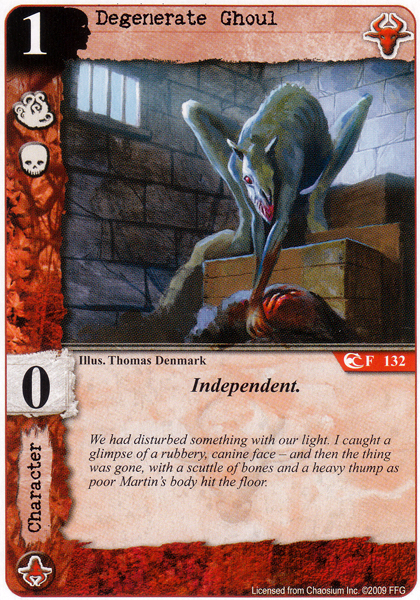 1
Degenerate Ghoul
Illus. Thomas Denmark
F 132
0
Independent.
We had disturbed something with our light. I caught a
glimpse of a rubbery, canine face – and then the thing
was gone, with a scuttle of bones and a heavy thump as
poor Martin's body hit the floor.
Character
Licensed from Chaosium Inc. ©2009 FFG